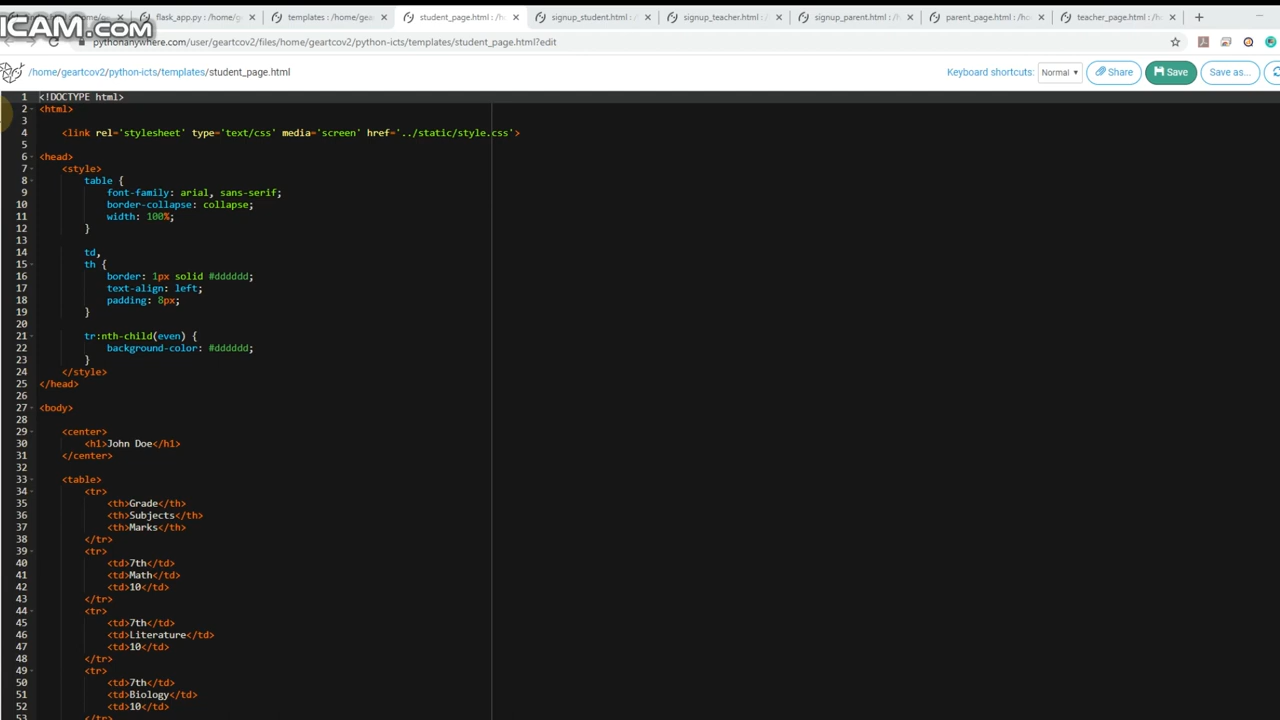 ICAM.COM
flask_app.py : /home/g
templates : /home/gear
student_page.html : /h
signup_student.html :
signup_teacher.html : /
signup_parent.html : /
parent_page.html : /ho
teacher_page.html : /h
pythonanywhere.com/user/geartcov2/files/home/geartcov2/python-icts/templates/student_page.html?edit
/home/geartcov2/python-icts/templates/student_page.html
Keyboard shortcuts: Normal
Share
Save
Save as...
1 <!DOCTYPE html>
2 <html>
3
4 <link rel='stylesheet' type='text/css' media='screen' href='../static/style.css'>
5
6 <head>
7 <style>
8 table {
9 font-family: arial, sans-serif;
10 border-collapse: collapse;
11 width: 100%;
12 }
13
14 td,
15 th {
16 border: 1px solid #dddddd;
17 text-align: left;
18 padding: 8px;
19 }
20
21 tr:nth-child(even) {
22 background-color: #dddddd;
23 }
24 </style>
25 </head>
26
27 <body>
28
29 <center>
30 <h1>John Doe</h1>
31 </center>
32
33 <table>
34 <tr>
35 <th>Grade</th>
36 <th>Subjects</th>
37 <th>Marks</th>
38 </tr>
39 <tr>
40 <td>7th</td>
41 <td>Math</td>
42 <td>10</td>
43 </tr>
44 <tr>
45 <td>7th</td>
46 <td>Literature</td>
47 <td>10</td>
48 </tr>
49 <tr>
50 <td>7th</td>
51 <td>Biology</td>
52 <td>10</td>
53 </tr>